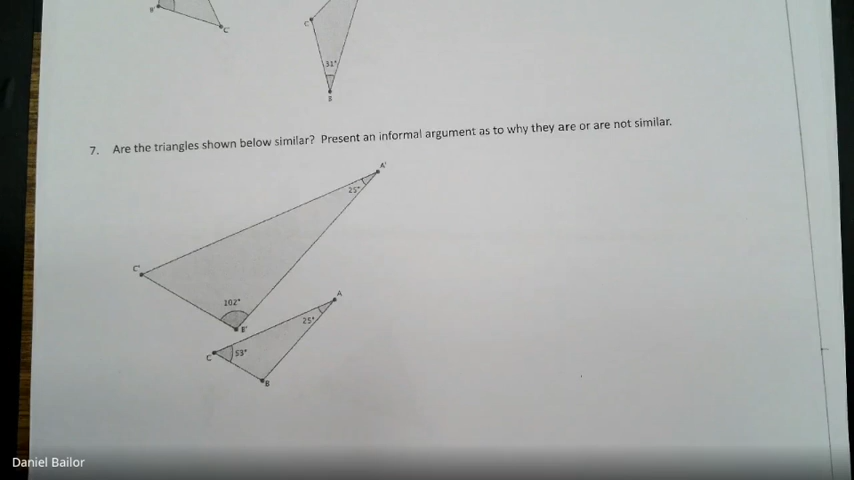 B'
C'
C
31°
B
7. Are the triangles shown below similar? Present an informal argument as to why they are or are not similar.
A'
25°
C'
102°
B'
A
25°
C
53°
B
Daniel Bailor